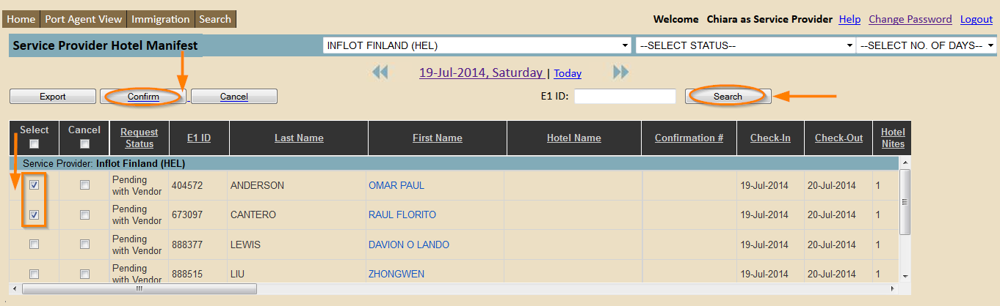 Home Port Agent View Immigration Search Welcome Chiara as Service Provider Help Change Password Logout
Service Provider Hotel Manifest INFLOT FINLAND (HEL) --SELECT STATUS-- --SELECT NO. OF DAYS--
19-Jul-2014, Saturday | Today
Export Confirm Cancel E1 ID: Search
Select Cancel Request Status E1 ID Last Name First Name Hotel Name Confirmation # Check-In Check-Out Hotel Nites
Service Provider: Inflot Finland (HEL)
Pending with Vendor 404572 ANDERSON OMAR PAUL 19-Jul-2014 20-Jul-2014 1
Pending with Vendor 673097 CANTERO RAUL FLORITO 19-Jul-2014 20-Jul-2014 1
Pending with Vendor 888377 LEWIS DAVION O LANDO 19-Jul-2014 20-Jul-2014 1
Pending with Vendor 888515 LIU ZHONGWEN 19-Jul-2014 20-Jul-2014 1